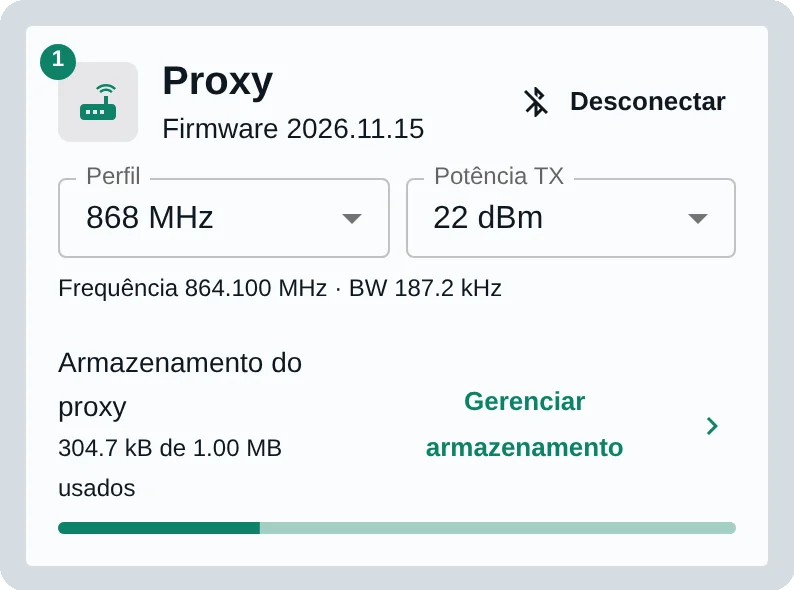 1
Proxy
Firmware 2026.11.15
Desconectar
Perfil
868 MHz
Potência TX
22 dBm
Frequência 864.100 MHz · BW 187.2 kHz
Armazenamento do
proxy
304.7 kB de 1.00 MB
usados
Gerenciar
armazenamento